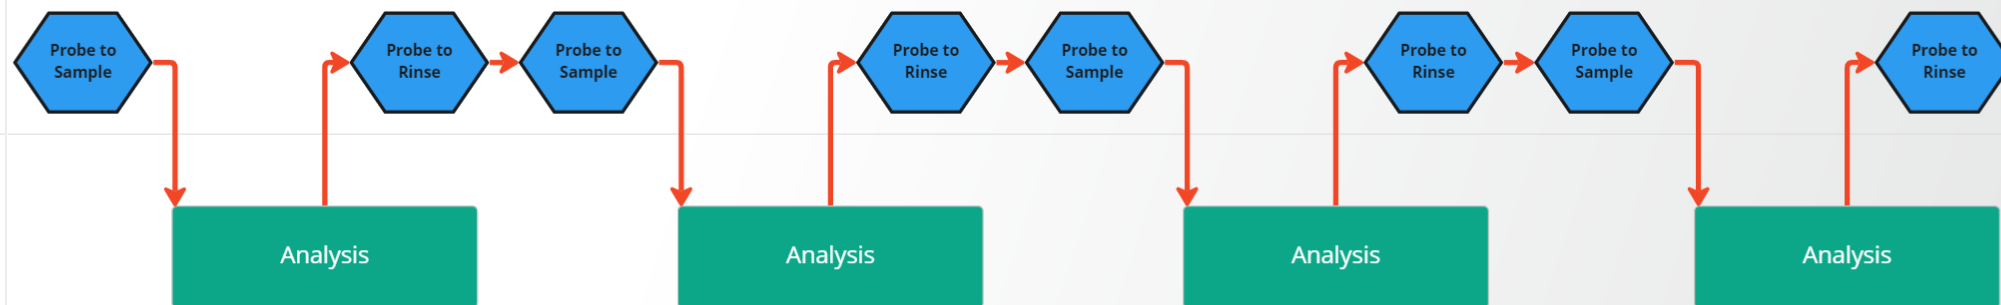 Probe to
Sample
Probe to
Rinse
Probe to
Sample
Probe to
Rinse
Probe to
Sample
Probe to
Rinse
Probe to
Sample
Probe to
Rinse
Analysis
Analysis
Analysis
Analysis